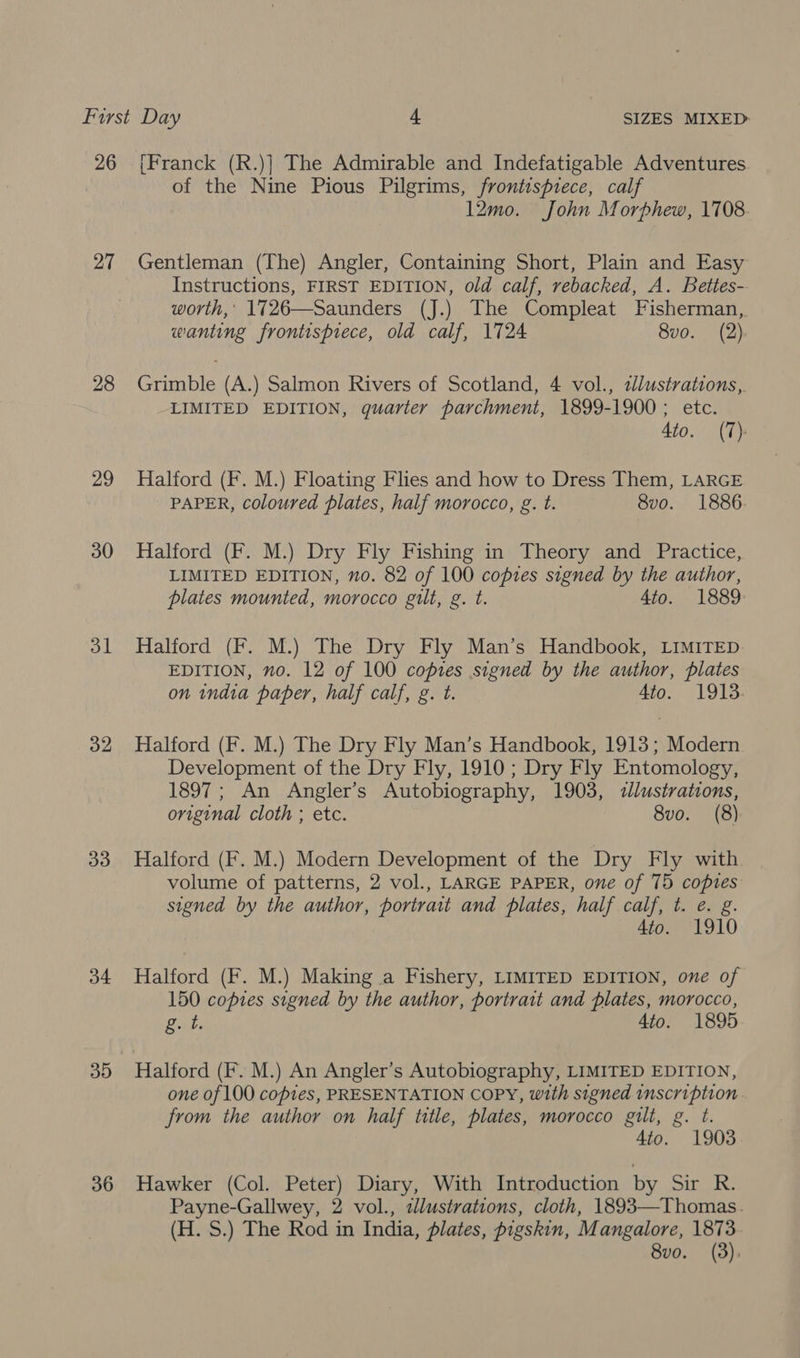 First Day 4 SIZES MIXED
26 [Franck (R.)] The Admirable and Indefatigable Adventures
of the Nine Pious Pilgrims, frontispiece, calf
12mo. John Morphew, 1708
27 Gentleman (The) Angler, Containing Short, Plain and Easy
Instructions, FIRST EDITION, old calf, rebacked, A. Bettes-
worth, 1726—Saunders (J.) The Compleat Fisherman,
wanting frontispiece, old calf, 1724 8vo. (2)
28 Grimble (A.) Salmon Rivers of Scotland, 4 vol., illustrations,
LIMITED EDITION, quarter parchment, 1899-1900 ; etc.
4to. (7)
29 Halford (F. M.) Floating Flies and how to Dress Them, LARGE
PAPER, coloured plates, half morocco, g. t. 8vo. 1886
30 Halford (F. M.) Dry Fly Fishing in Theory and Practice,
LIMITED EDITION, no. 82 of 100 copies signed by the author,
plates mounted, morocco gilt, g. t. 4to. 1889
31 Halford (F. M.) The Dry Fly Man's Handbook, LIMITED
EDITION, no. 12 of 100 copies signed by the author, plates
on india paper, half calf, g. t. 4to. 1913
32 Halford (F. M.) The Dry Fly Man's Handbook, 1913; Modern
Development of the Dry Fly, 1910 ; Dry Fly Entomology,
1897 ; An Angler's Autobiography, 1903, illustrations,
original cloth ; etc. 8vo. (8)
33 Halford (F. M.) Modern Development of the Dry Fly with
volume of patterns, 2 vol., LARGE PAPER, one of 75 copies
signed by the author, portrait and plates, half calf, t. e. g.
4to. 1910
34 Halford (F. M.) Making a Fishery, LIMITED EDITION, one of
150 copies signed by the author, portrait and plates, morocco,
g. t. 4to. 1895
35 Halford (F. M.) An Angler's Autobiography, LIMITED EDITION,
one of 100 copies, PRESENTATION COPY, with signed inscription
from the author on half title, plates, morocco gilt, g. t.
4to. 1903
36 Hawker (Col. Peter) Diary, With Introduction by Sir R.
Payne-Gallwey, 2 vol., illustrations, cloth, 1893—Thomas
(H. S.) The Rod in India, plates, pigskin, Mangalore, 1873
8vo. (3)